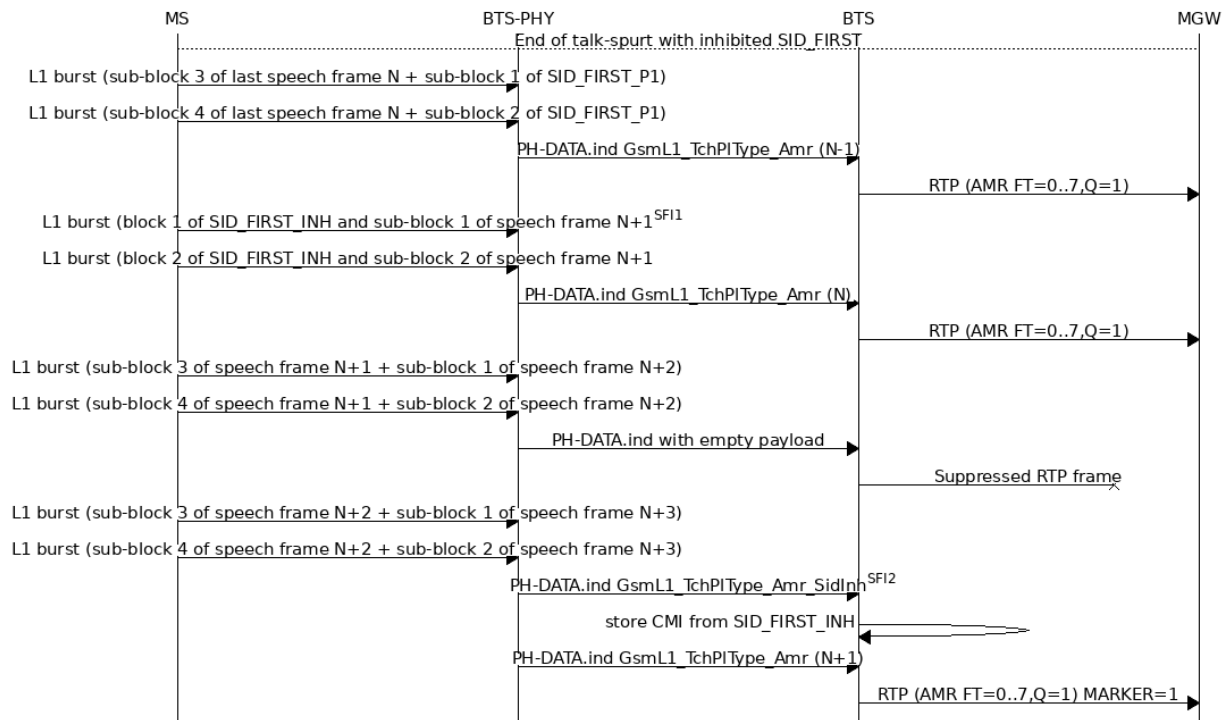 MS BTS-PHY BTS MGW
End of talk-spurt with inhibited SID_FIRST
L1 burst (sub-block 3 of last speech frame N + sub-block 1 of SID_FIRST_P1)
L1 burst (sub-block 4 of last speech frame N + sub-block 2 of SID_FIRST_P1)
PH-DATA.ind GsmL1_TchPlType_Amr (N-1)
RTP (AMR FT=0..7,Q=1)
L1 burst (block 1 of SID_FIRST_INH and sub-block 1 of speech frame N+1SFI1
L1 burst (block 2 of SID_FIRST_INH and sub-block 2 of speech frame N+1
PH-DATA.ind GsmL1_TchPlType_Amr (N)
RTP (AMR FT=0..7,Q=1)
L1 burst (sub-block 3 of speech frame N+1 + sub-block 1 of speech frame N+2)
L1 burst (sub-block 4 of speech frame N+1 + sub-block 2 of speech frame N+2)
PH-DATA.ind with empty payload
Suppressed RTP frame
L1 burst (sub-block 3 of speech frame N+2 + sub-block 1 of speech frame N+3)
L1 burst (sub-block 4 of speech frame N+2 + sub-block 2 of speech frame N+3)
PH-DATA.ind GsmL1_TchPlType_Amr_SidInhSFI2
store CMI from SID_FIRST_INH
PH-DATA.ind GsmL1_TchPlType_Amr (N+1)
RTP (AMR FT=0..7,Q=1) MARKER=1